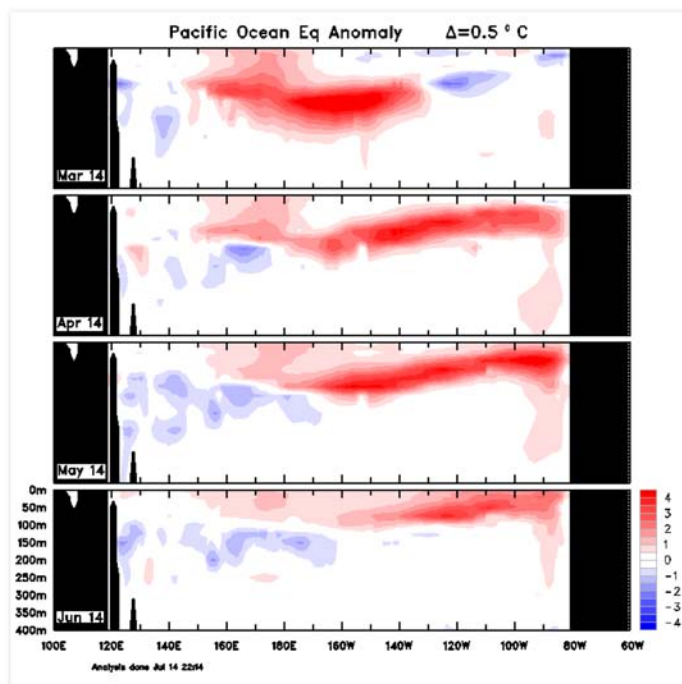 Pacific Ocean Eq Anomaly Δ=0.5 °C
Mar 14
Apr 14
May 14
0m
50m
100m
150m
200m
250m
300m
350m
400m
Jun 14
4
3
2
1
0
-1
-2
-3
-4
100E 120E 140E 160E 180E 160W 140W 120W 100W 80W 60W
Analysis done Jul 14 2014